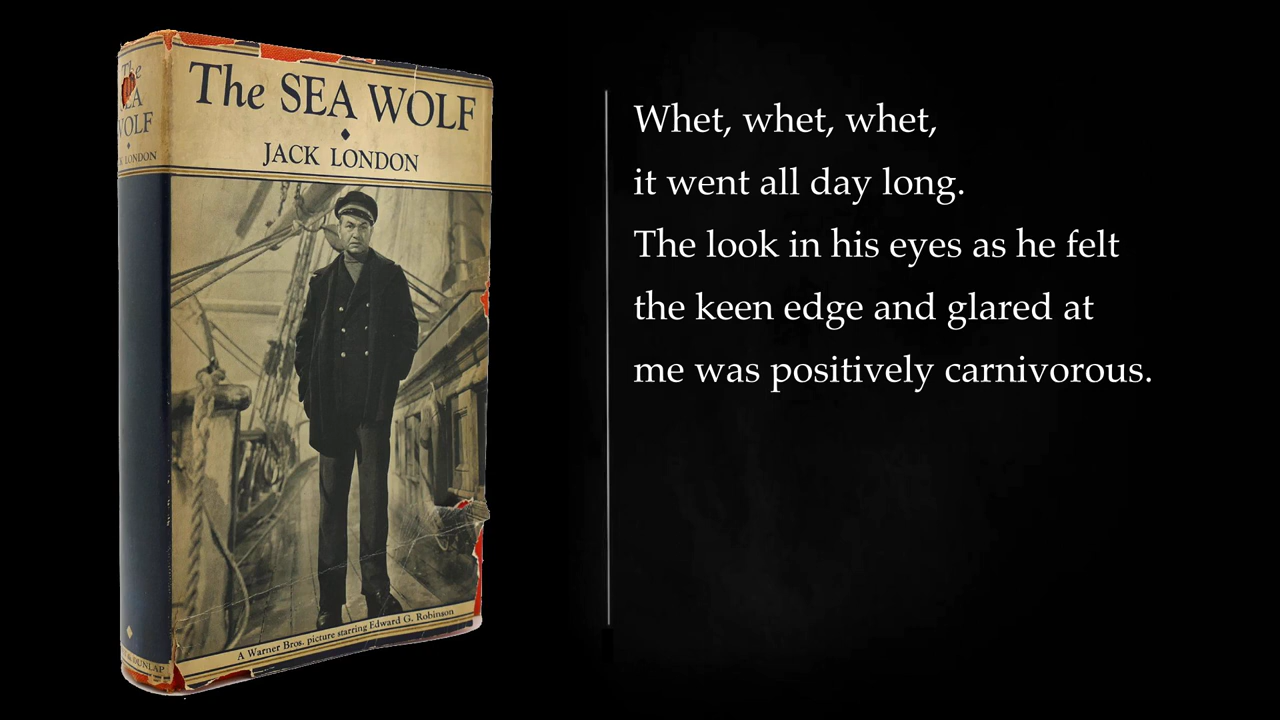 The SEA WOLF
JACK LONDON
A Warner Bros. picture starring Edward G. Robinson
The
SEA
WOLF
LONDON
DUNLAP
Whet, whet, whet,
it went all day long.
The look in his eyes as he felt
the keen edge and glared at
me was positively carnivorous.